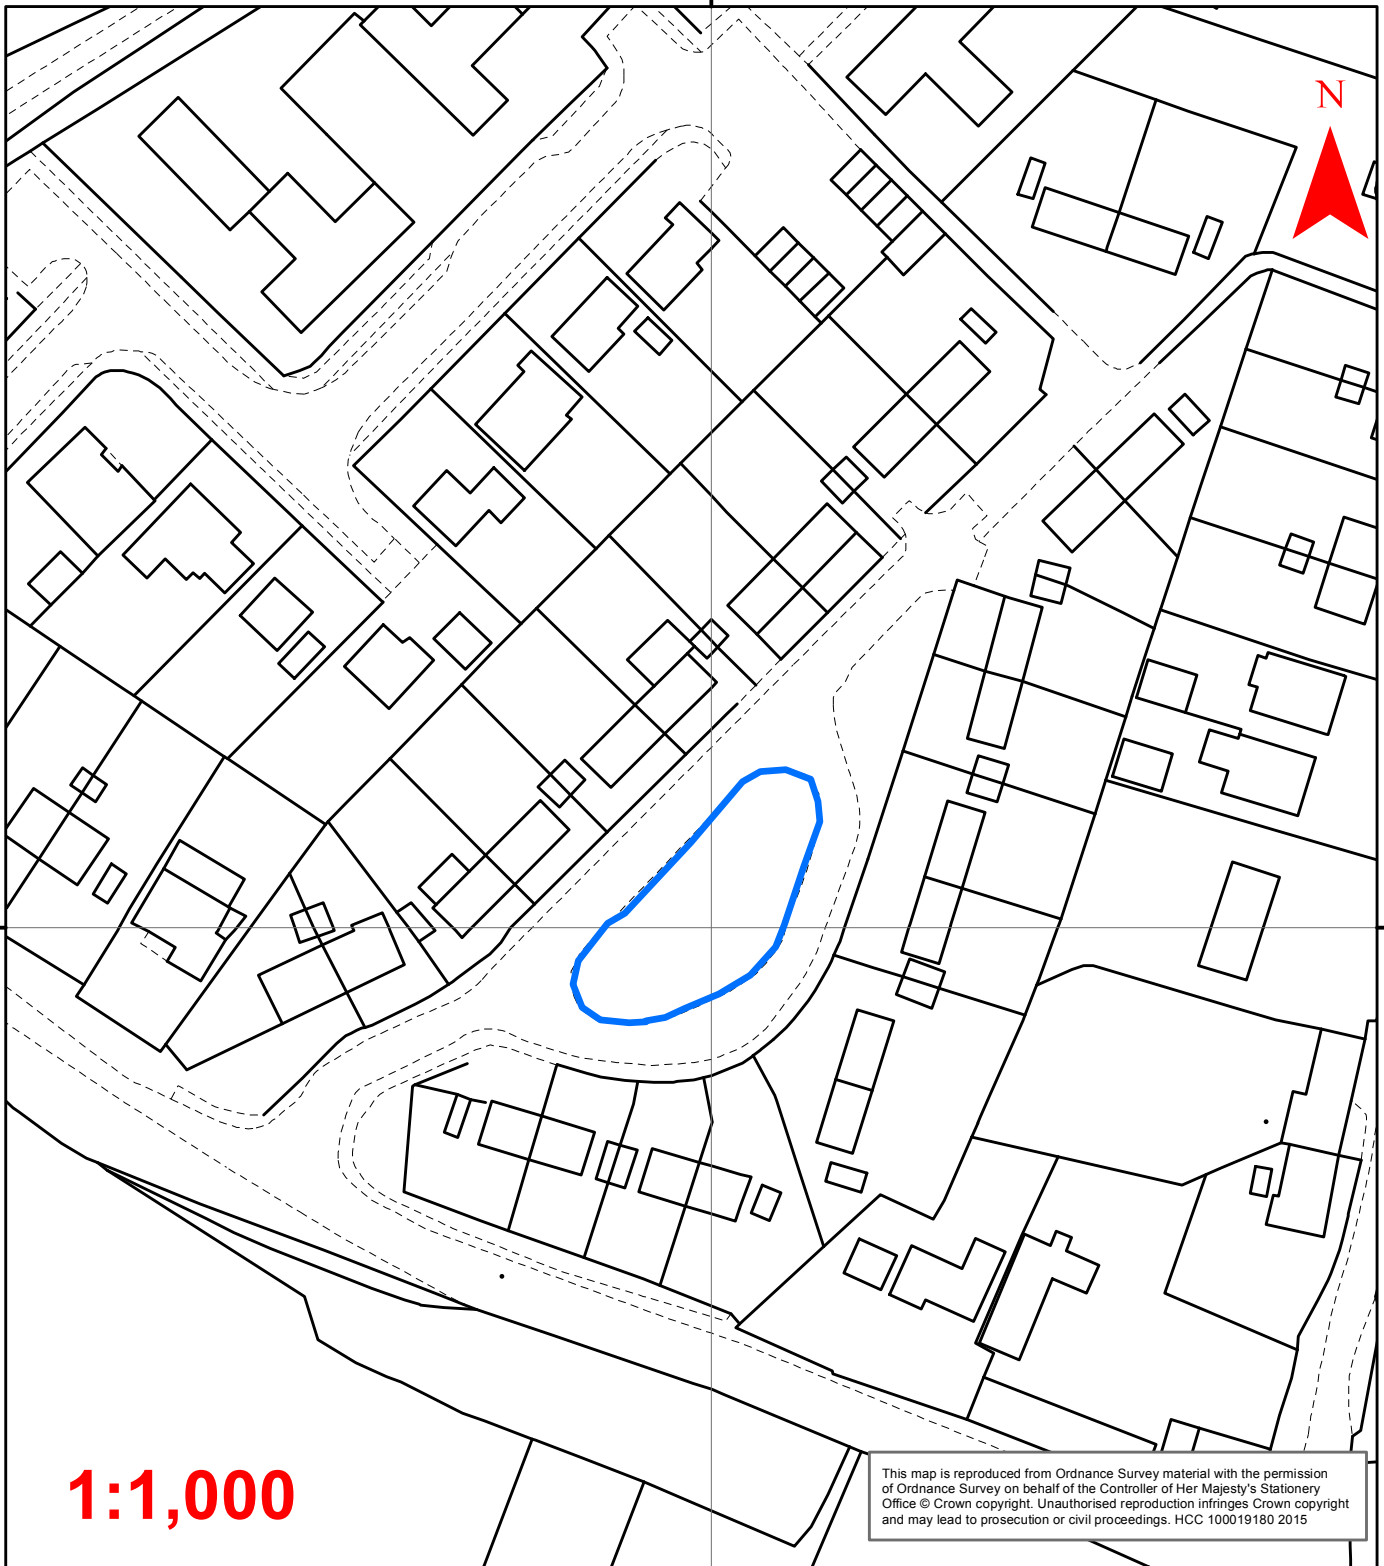 N
1:1,000
This map is reproduced from Ordnance Survey material with the permission
of Ordnance Survey on behalf of the Controller of Her Majesty's Stationery
Office © Crown copyright. Unauthorised reproduction infringes Crown copyright
and may lead to prosecution or civil proceedings. HCC 100019180 2015